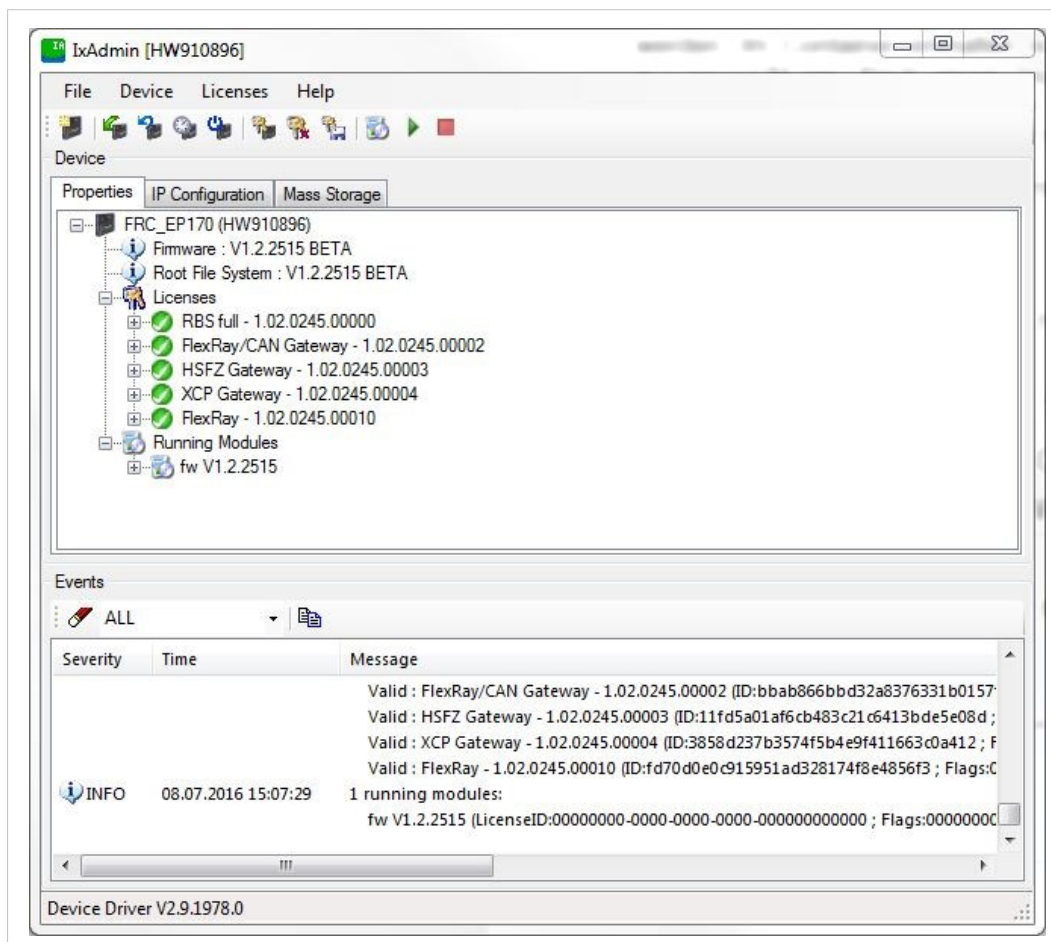 IxAdmin [HW910896]
File Device Licenses Help
Device
Properties IP Configuration Mass Storage
FRC_EP170 (HW910896)
Firmware : V1.2.2515 BETA
Root File System : V1.2.2515 BETA
Licenses
RBS full - 1.02.0245.00000
FlexRay/CAN Gateway - 1.02.0245.00002
HSFZ Gateway - 1.02.0245.00003
XCP Gateway - 1.02.0245.00004
FlexRay - 1.02.0245.00010
Running Modules
fw V1.2.2515
Events
ALL
Severity Time Message
Valid : FlexRay/CAN Gateway - 1.02.0245.00002 (ID:bbab866bbd32a8376331b0157
Valid : HSFZ Gateway - 1.02.0245.00003 (ID:11fd5a01af6cb483c21c6413bde5e08d ;
Valid : XCP Gateway - 1.02.0245.00004 (ID:3858d237b3574f5b4e9f411663c0a412 ; F
Valid : FlexRay - 1.02.0245.00010 (ID:fd70d0e0c915951ad328174f8e4856f3 ; Flags:0
INFO 08.07.2016 15:07:29 1 running modules:
fw V1.2.2515 (LicenseID:00000000-0000-0000-0000-000000000000 ; Flags:00000000
Device Driver V2.9.1978.0